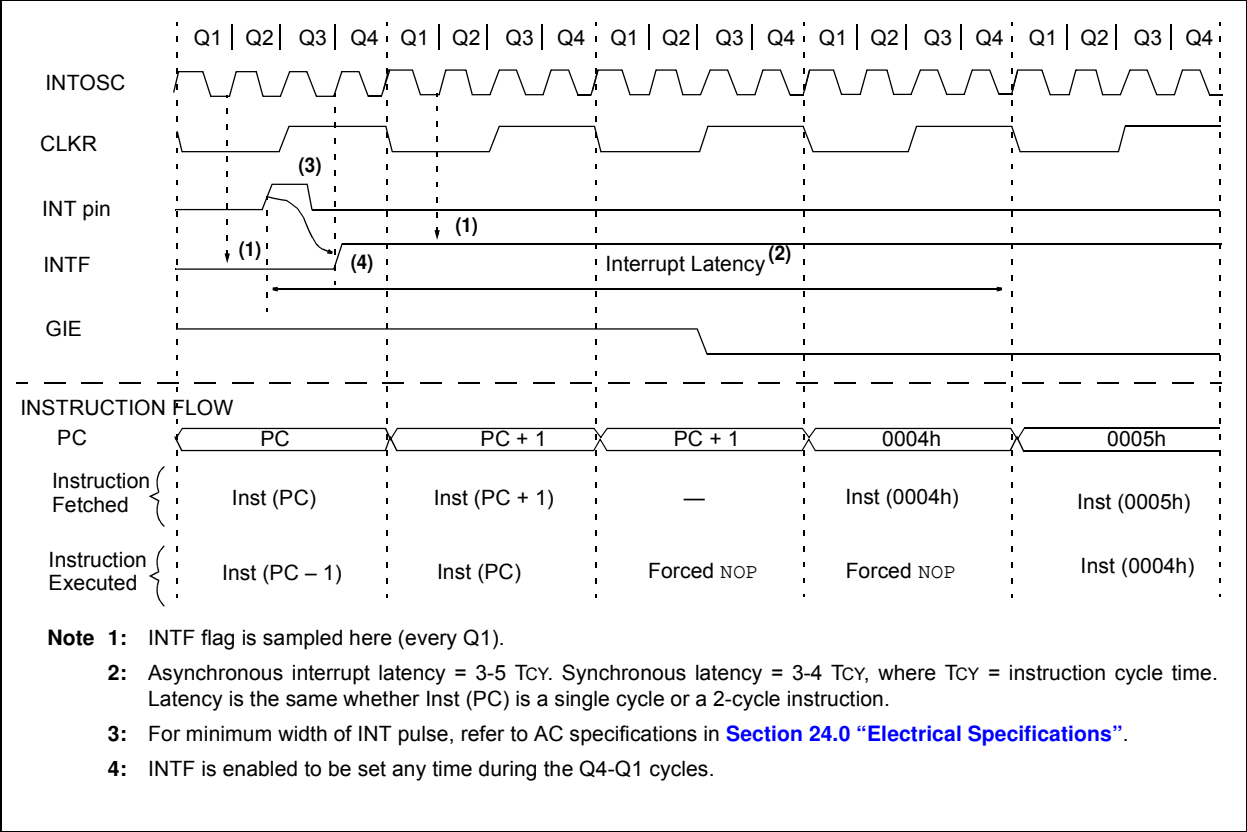 Q1 Q2 Q3 Q4 Q1 Q2 Q3 Q4 Q1 Q2 Q3 Q4 Q1 Q2 Q3 Q4 Q1 Q2 Q3 Q4
INTOSC
CLKR
(3)
INT pin
(1)
(1)
INTF
(4)
Interrupt Latency(2)
GIE
INSTRUCTION FLOW
PC PC PC + 1 PC + 1 0004h 0005h
Instruction
Fetched
Inst (PC) Inst (PC + 1) — Inst (0004h) Inst (0005h)
Instruction
Executed
Inst (PC – 1) Inst (PC) Forced NOP Forced NOP Inst (0004h)
Note 1: INTF flag is sampled here (every Q1).
2: Asynchronous interrupt latency = 3-5 TCY. Synchronous latency = 3-4 TCY, where TCY = instruction cycle time.
Latency is the same whether Inst (PC) is a single cycle or a 2-cycle instruction.
3: For minimum width of INT pulse, refer to AC specifications in Section 24.0 “Electrical Specifications”.
4: INTF is enabled to be set any time during the Q4-Q1 cycles.